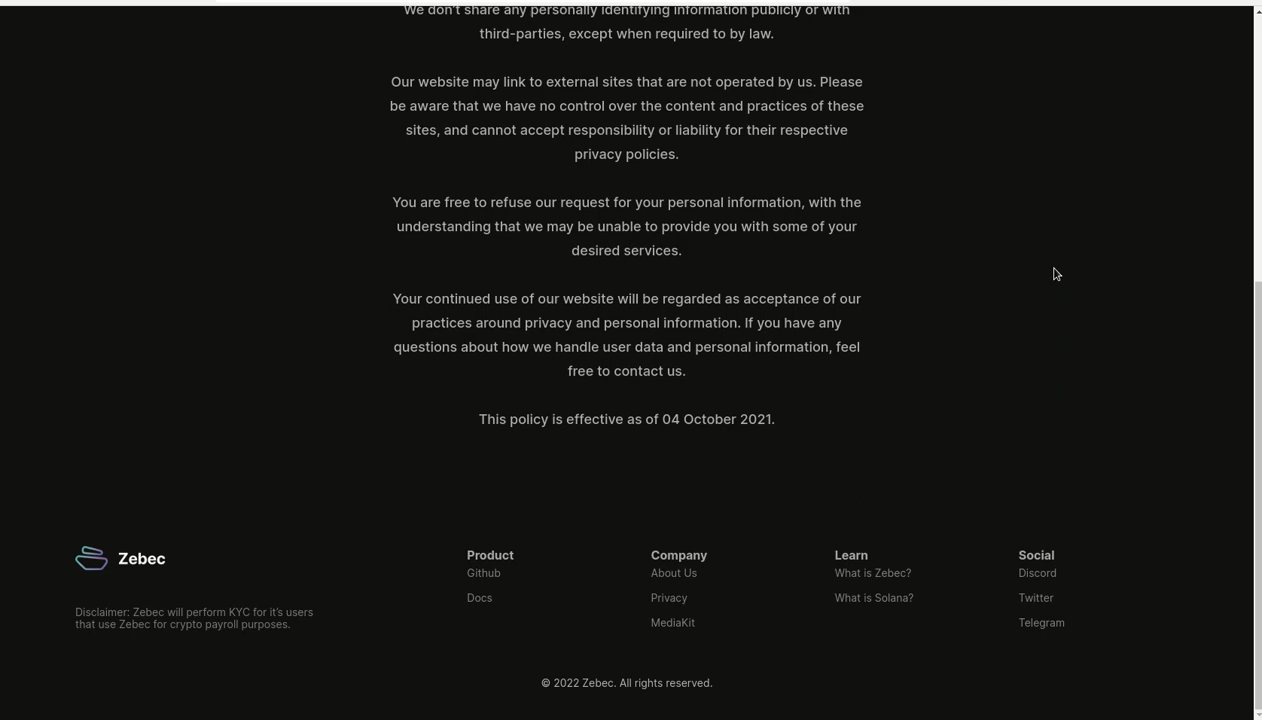 We don't share any personally identifying information publicly or with
third-parties, except when required to by law.
Our website may link to external sites that are not operated by us. Please
be aware that we have no control over the content and practices of these
sites, and cannot accept responsibility or liability for their respective
privacy policies.
You are free to refuse our request for your personal information, with the
understanding that we may be unable to provide you with some of your
desired services.
Your continued use of our website will be regarded as acceptance of our
practices around privacy and personal information. If you have any
questions about how we handle user data and personal information, feel
free to contact us.
This policy is effective as of 04 October 2021.
Zebec
Disclaimer: Zebec will perform KYC for it's users
that use Zebec for crypto payroll purposes.
Product
Github
Docs
Company
About Us
Privacy
MediaKit
Learn
What is Zebec?
What is Solana?
Social
Discord
Twitter
Telegram
© 2022 Zebec. All rights reserved.